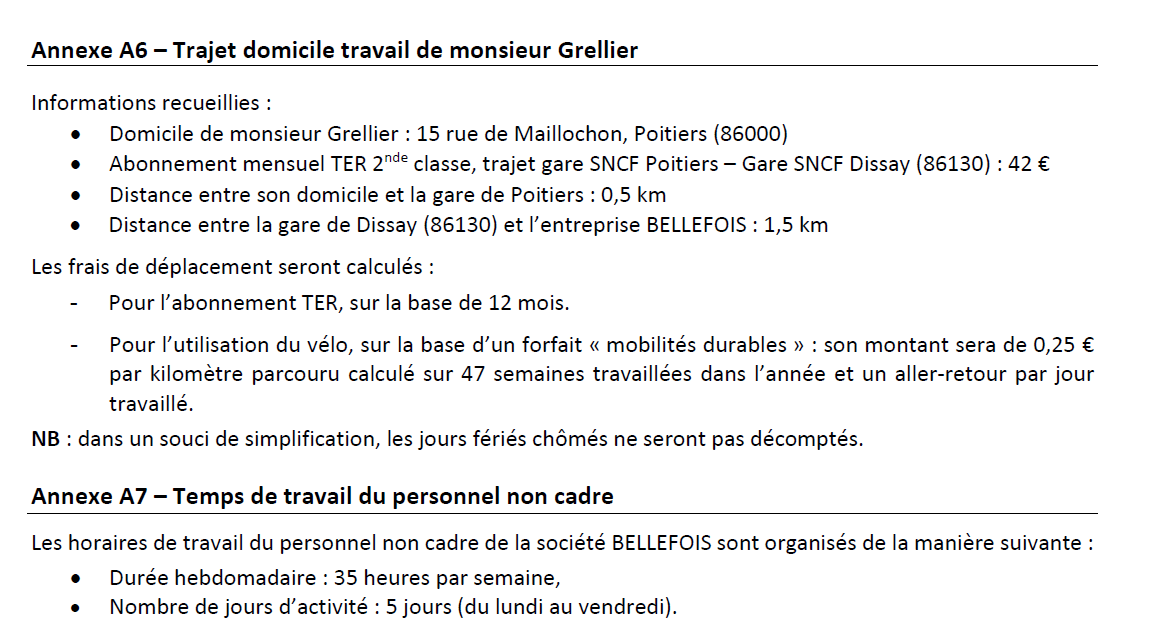 Annexe A6 – Trajet domicile travail de monsieur Grellier
Informations recueillies :
• Domicile de monsieur Grellier : 15 rue de Maillochon, Poitiers (86000)
• Abonnement mensuel TER 2nde classe, trajet gare SNCF Poitiers – Gare SNCF Dissay (86130) : 42 €
• Distance entre son domicile et la gare de Poitiers : 0,5 km
• Distance entre la gare de Dissay (86130) et l’entreprise BELLEFOIS : 1,5 km
Les frais de déplacement seront calculés :
- Pour l’abonnement TER, sur la base de 12 mois.
- Pour l’utilisation du vélo, sur la base d’un forfait « mobilités durables » : son montant sera de 0,25 €
par kilomètre parcouru calculé sur 47 semaines travaillées dans l’année et un aller-retour par jour
travaillé.
NB : dans un souci de simplification, les jours fériés chômés ne seront pas décomptés.
Annexe A7 – Temps de travail du personnel non cadre
Les horaires de travail du personnel non cadre de la société BELLEFOIS sont organisés de la manière suivante :
• Durée hebdomadaire : 35 heures par semaine,
• Nombre de jours d’activité : 5 jours (du lundi au vendredi).